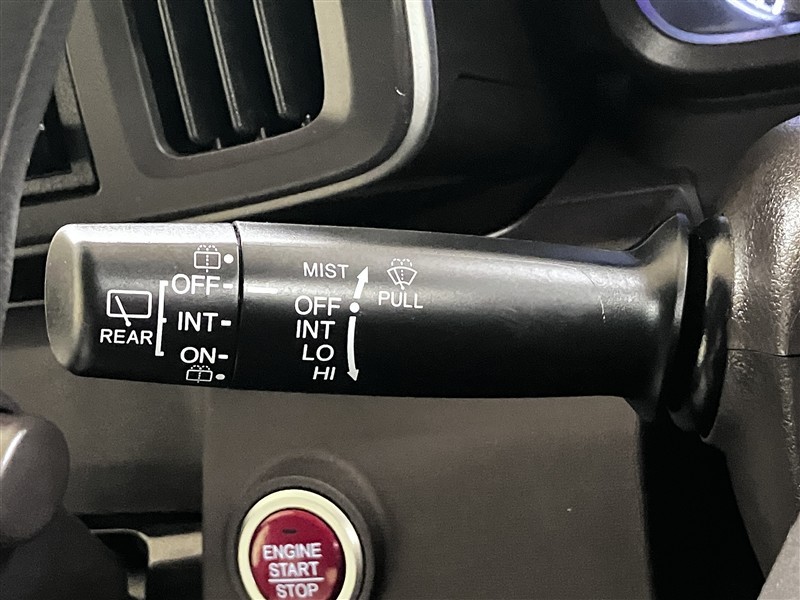 OFF
INT
ON
REAR
MIST
PULL
OFF
INT
LO
HI
ENGINE
START
STOP